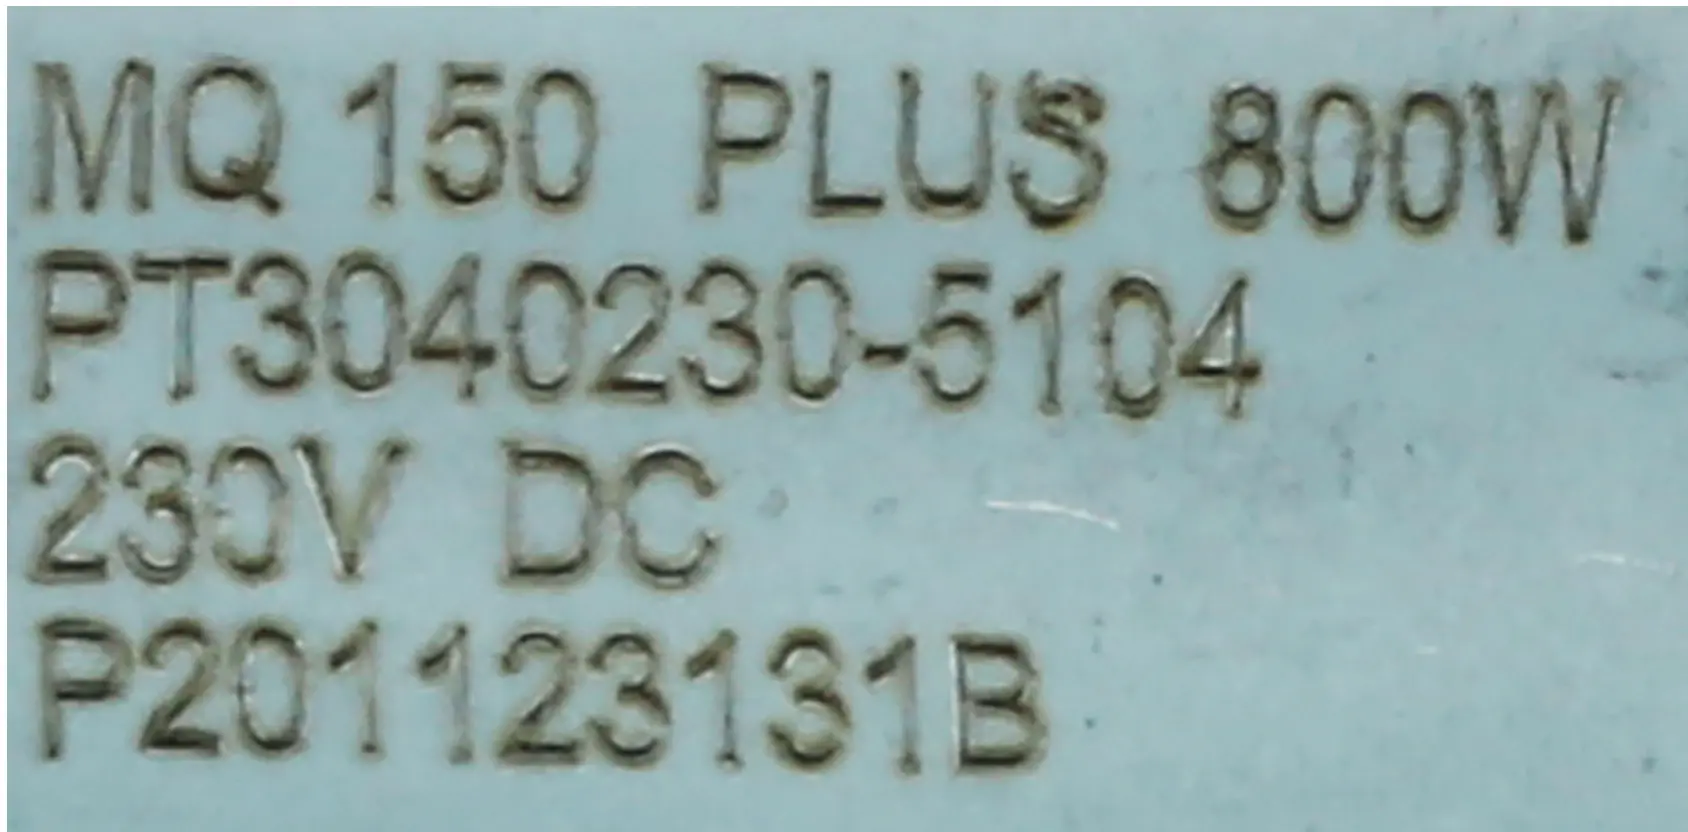 MQ 150 PLUS 800W
PT3040230-5104
230V DC
P201123131B